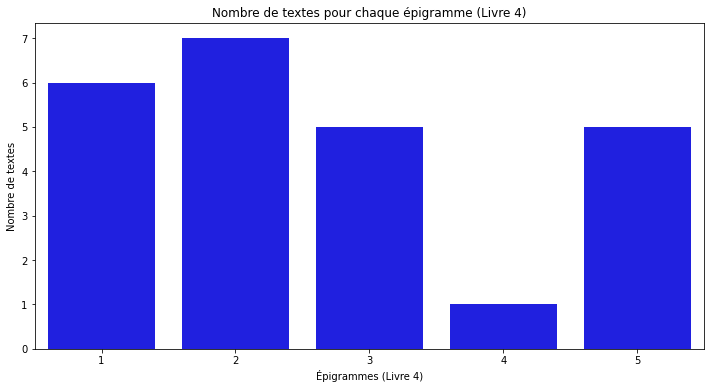 Nombre de textes pour chaque épigramme (Livre 4)
Nombre de textes
7
6
5
4
3
2
1
0
1 2 3 4 5
Épigrammes (Livre 4)